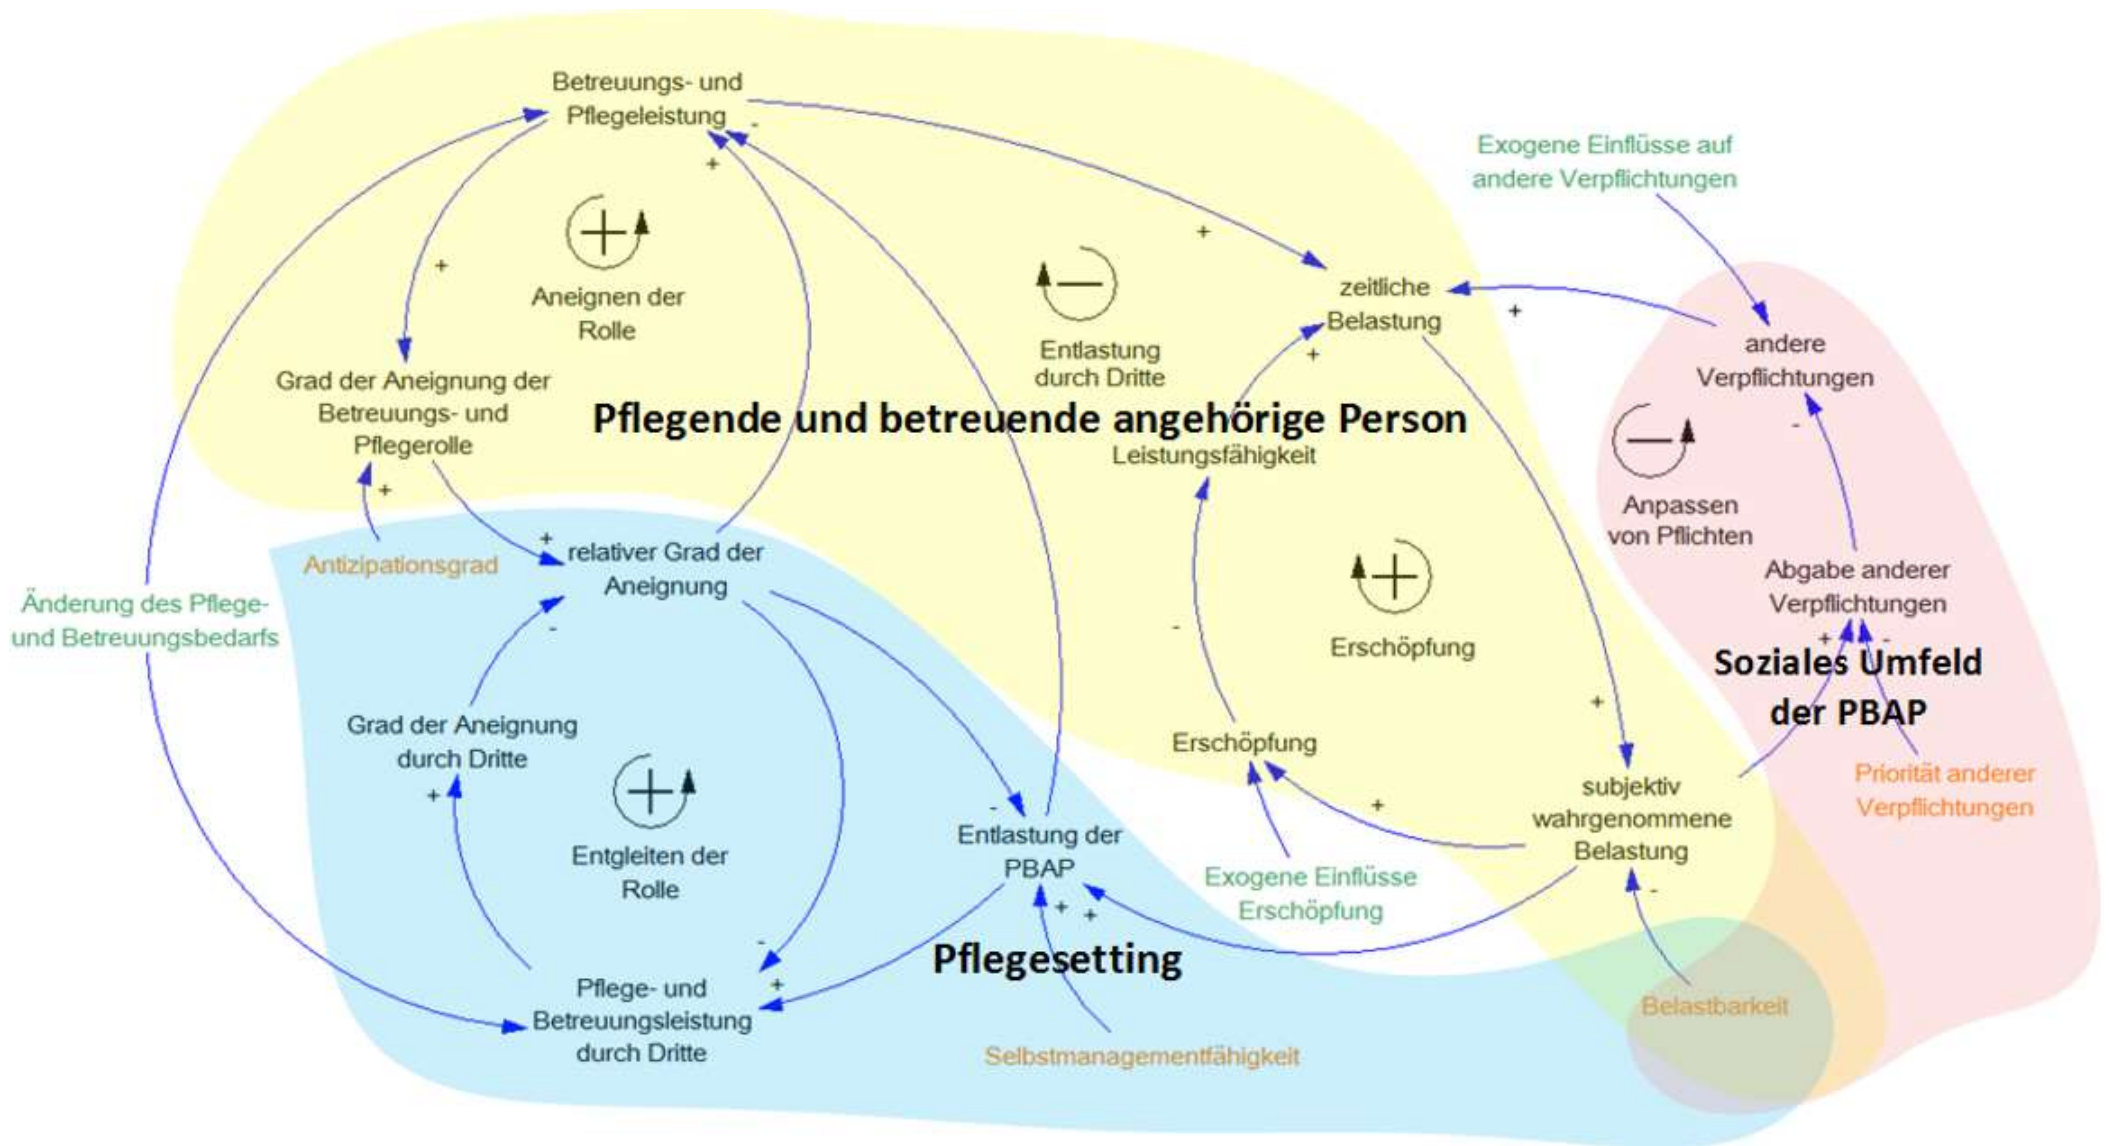 Betreuungs- und
Pflegeleistung
-
+
+
+
Aneignen der
Rolle
Entlastung
durch Dritte
Exogene Einflüsse auf
andere Verpflichtungen
zeitliche
Belastung
+
+
andere
Verpflichtungen
-
Grad der Aneignung der
Betreuungs- und
Pflegerolle
+
Pflegende und betreuende angehörige Person
Leistungsfähigkeit
-
Anpassen
von Pflichten
Antizipationsgrad
+
relativer Grad der
Aneignung
-
Änderung des Pflege-
und Betreuungsbedarfs
Erschöpfung
Abgabe anderer
Verpflichtungen
+
-
Soziales Umfeld
der PBAP
Priorität anderer
Verpflichtungen
Grad der Aneignung
durch Dritte
+
Entgleiten der
Rolle
-
Entlastung der
PBAP
+
+
Erschöpfung
+
Exogene Einflüsse
Erschöpfung
+
subjektiv
wahrgenommene
Belastung
-
Belastbarkeit
Pflegesetting
-
+
Pflege- und
Betreuungsleistung
durch Dritte
Selbstmanagementfähigkeit